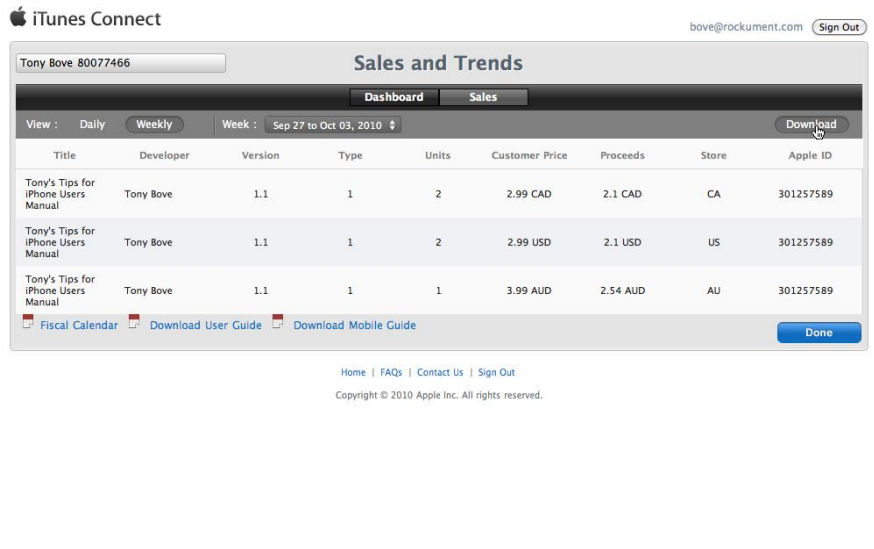 iTunes Connect
bove@rockument.com Sign Out
Tony Bove 80077466
Sales and Trends
Dashboard Sales
View : Daily Weekly Week : Sep 27 to Oct 03, 2010 Download
Title Developer Version Type Units Customer Price Proceeds Store Apple ID
Tony's Tips for
iPhone Users
Manual
Tony Bove 1.1 1 2 2.99 CAD 2.1 CAD CA 301257589
Tony's Tips for
iPhone Users
Manual
Tony Bove 1.1 1 2 2.99 USD 2.1 USD US 301257589
Tony's Tips for
iPhone Users
Manual
Tony Bove 1.1 1 1 3.99 AUD 2.54 AUD AU 301257589
Fiscal Calendar Download User Guide Download Mobile Guide
Done
Home | FAQs | Contact Us | Sign Out
Copyright © 2010 Apple Inc. All rights reserved.